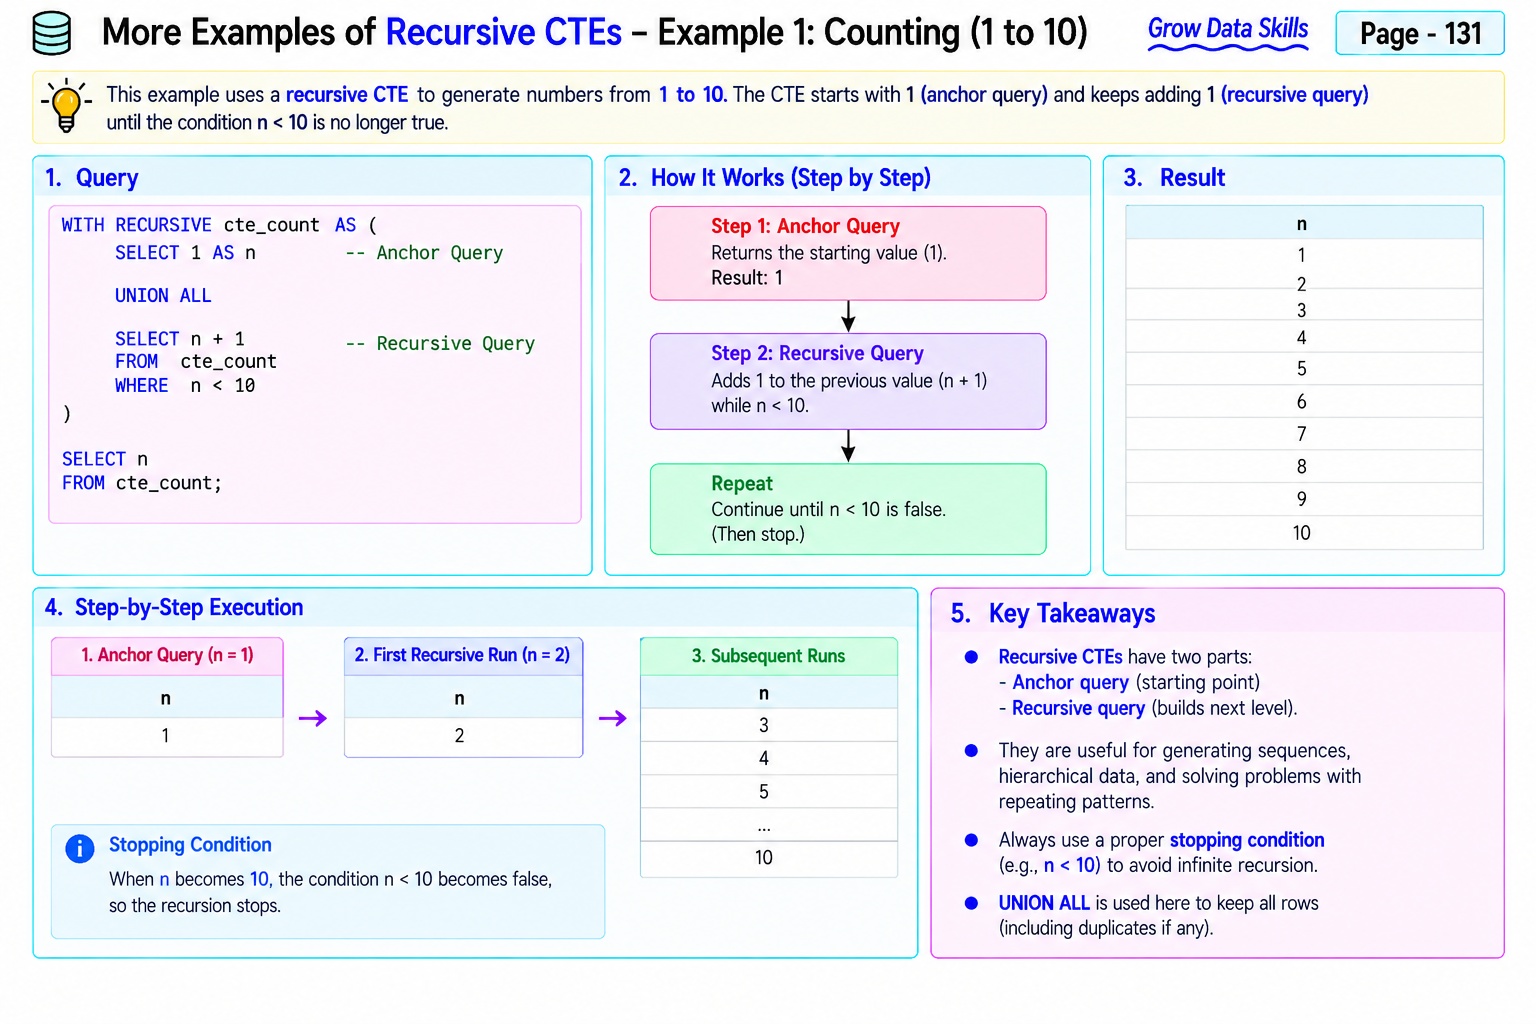 More Examples of Recursive CTEs – Example 1: Counting (1 to 10)
Grow Data Skills
Page - 131
This example uses a recursive CTE to generate numbers from 1 to 10. The CTE starts with 1 (anchor query) and keeps adding 1 (recursive query)
until the condition n < 10 is no longer true.
1. Query
WITH RECURSIVE cte_count AS (
SELECT 1 AS n -- Anchor Query
UNION ALL
SELECT n + 1 -- Recursive Query
FROM cte_count
WHERE n < 10
)
SELECT n
FROM cte_count;
2. How It Works (Step by Step)
Step 1: Anchor Query
Returns the starting value (1).
Result: 1
Step 2: Recursive Query
Adds 1 to the previous value (n + 1)
while n < 10.
Repeat
Continue until n < 10 is false.
(Then stop.)
3. Result
n
1
2
3
4
5
6
7
8
9
10
4. Step-by-Step Execution
1. Anchor Query (n = 1)
n
1
2. First Recursive Run (n = 2)
n
2
3. Subsequent Runs
n
3
4
5
...
10
Stopping Condition
When n becomes 10, the condition n < 10 becomes false,
so the recursion stops.
5. Key Takeaways
Recursive CTEs have two parts:
- Anchor query (starting point)
- Recursive query (builds next level).
They are useful for generating sequences,
hierarchical data, and solving problems with
repeating patterns.
Always use a proper stopping condition
(e.g., n < 10) to avoid infinite recursion.
UNION ALL is used here to keep all rows
(including duplicates if any).